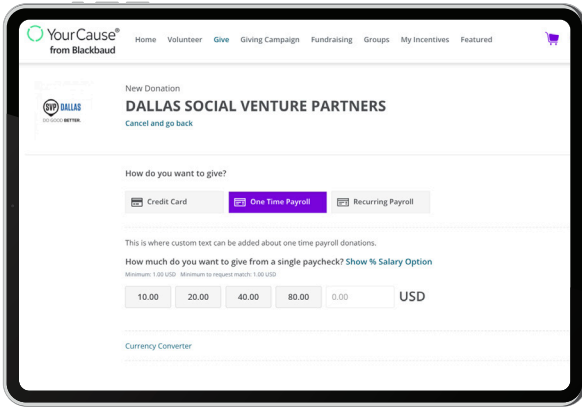 YourCause®
from Blackbaud
Home Volunteer Give Giving Campaign Fundraising Groups My Incentives Featured
SVP DALLAS
DO GOOD BETTER.
New Donation
DALLAS SOCIAL VENTURE PARTNERS
Cancel and go back
How do you want to give?
Credit Card One Time Payroll Recurring Payroll
This is where custom text can be added about one time payroll donations.
How much do you want to give from a single paycheck? Show % Salary Option
Minimum: 1.00 USD Minimum to request match: 1.00 USD
10.00 20.00 40.00 80.00 0.00 USD
Currency Converter